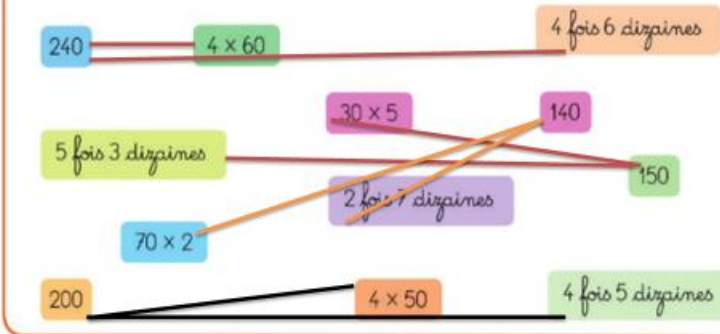 240
4 × 60
4 fois 6 dizaines
30 × 5
140
5 fois 3 dizaines
150
2 fois 7 dizaines
70 × 2
200
4 × 50
4 fois 5 dizaines